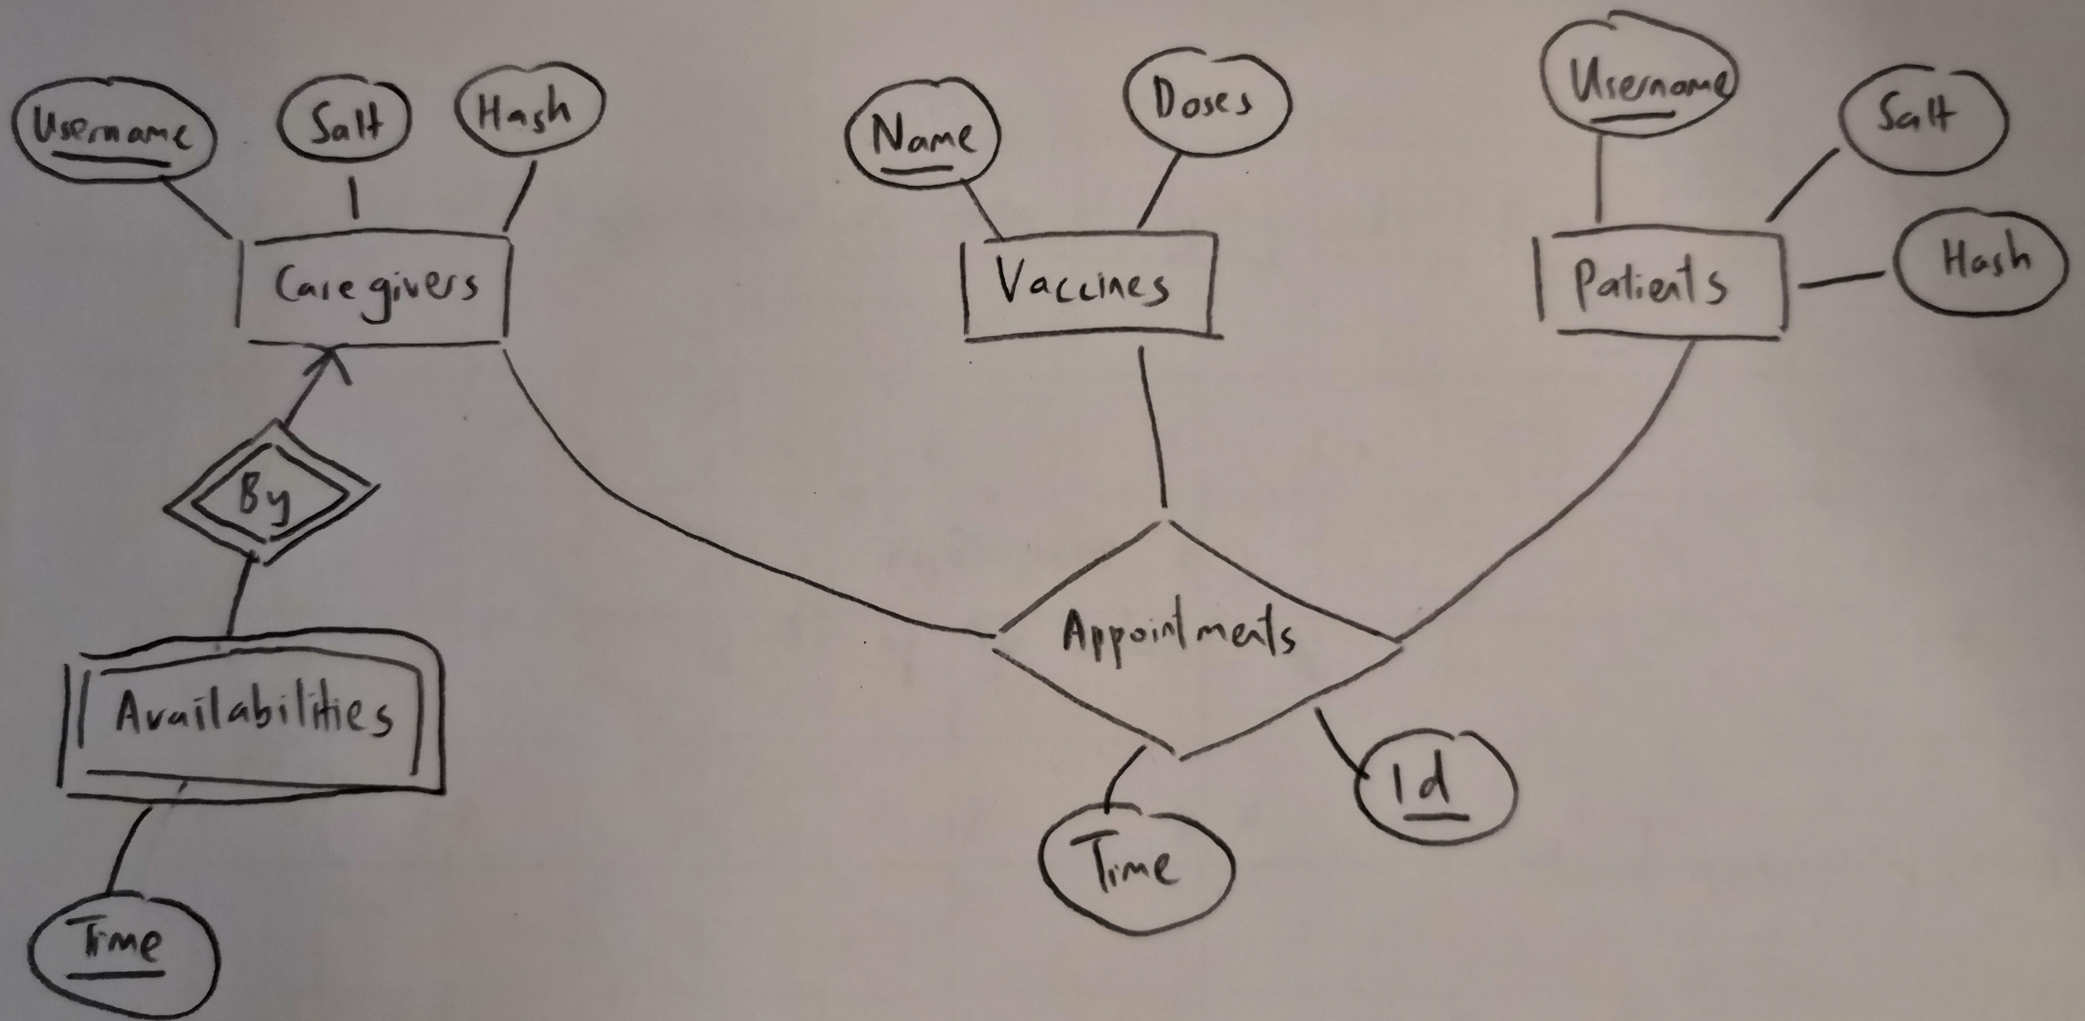 Username
Salt
Hash
Name
Doses
Username
Salt
Hash
Caregivers
Vaccines
Patients
By
Appointments
Availabilities
Time
Id
Time